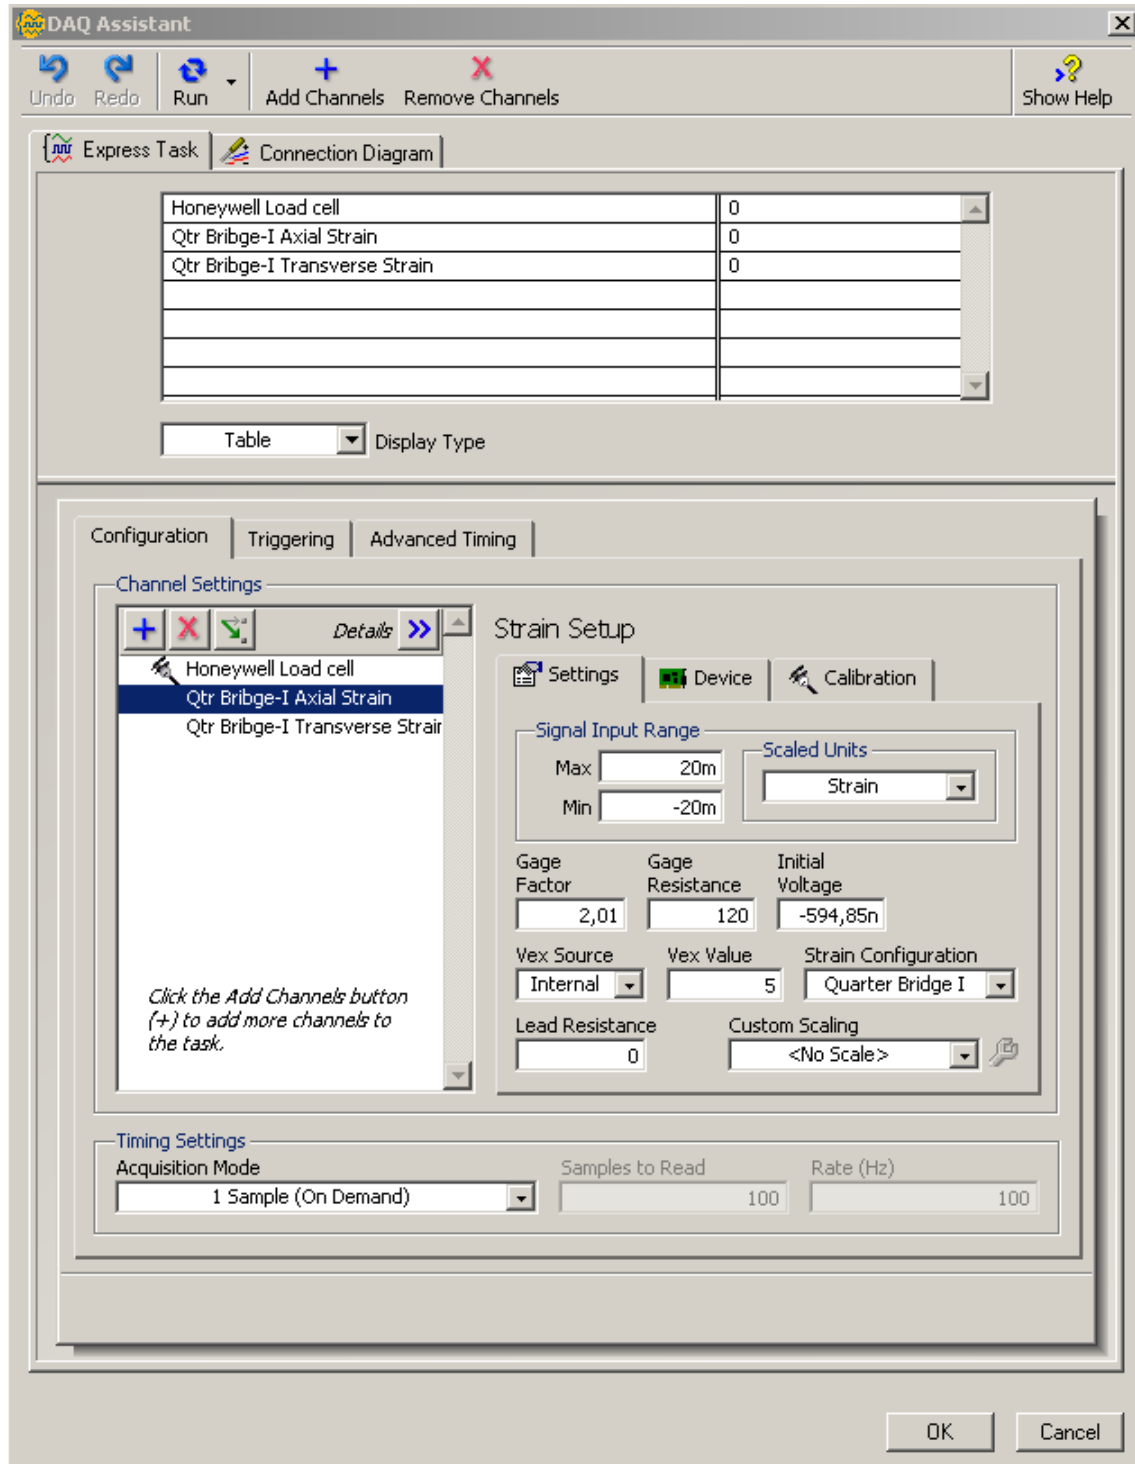 DAQ Assistant
Undo Redo Run Add Channels Remove Channels Show Help
Express Task Connection Diagram
Honeywell Load cell 0
Qtr Bribge-I Axial Strain 0
Qtr Bribge-I Transverse Strain 0
Table Display Type
Configuration Triggering Advanced Timing
Channel Settings
Details
Honeywell Load cell
Qtr Bribge-I Axial Strain
Qtr Bribge-I Transverse Strair
Click the Add Channels button
(+) to add more channels to
the task.
Strain Setup
Settings Device Calibration
Signal Input Range
Max 20m
Min -20m
Scaled Units
Strain
Gage Factor 2,01
Gage Resistance 120
Initial Voltage -594,85n
Vex Source Vex Value Strain Configuration
Internal 5 Quarter Bridge I
Lead Resistance Custom Scaling
0 <No Scale>
Timing Settings
Acquisition Mode Samples to Read Rate (Hz)
1 Sample (On Demand) 100 100
OK Cancel